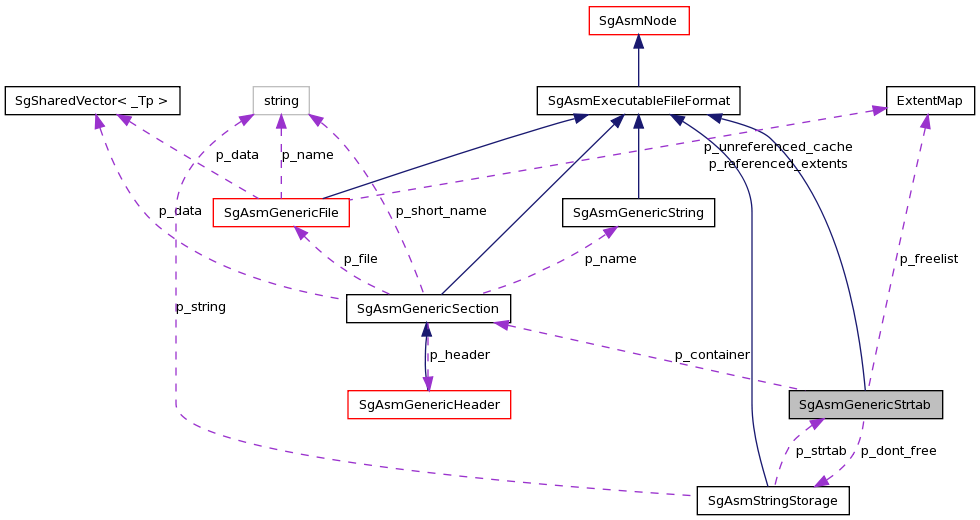 SgAsmNode
SgSharedVector< _Tp >
string
SgAsmExecutableFileFormat
ExtentMap
p_data
p_name
p_unreferenced_cache
p_referenced_extents
p_data
SgAsmGenericFile
p_short_name
SgAsmGenericString
p_file
p_name
p_freelist
p_string
SgAsmGenericSection
p_header
p_container
SgAsmGenericHeader
SgAsmGenericStrtab
p_strtab
p_dont_free
SgAsmStringStorage